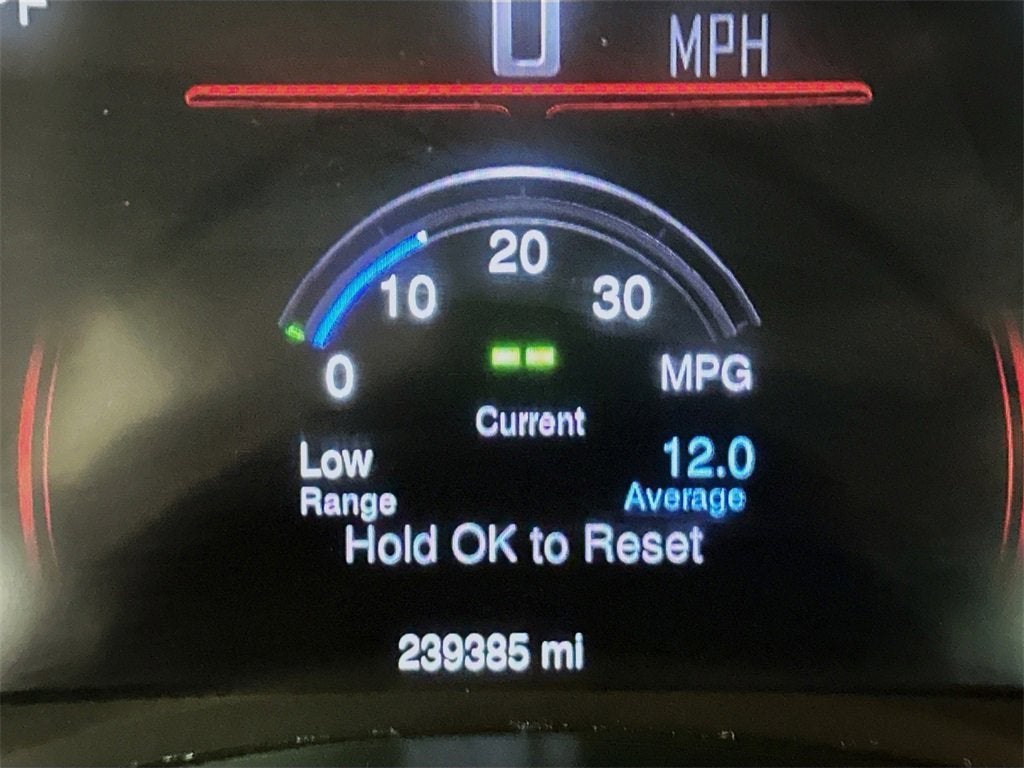 F
0 MPH
20
10 30
0 MPG
--
Current
Low 12.0
Range Average
Hold OK to Reset
239385 mi